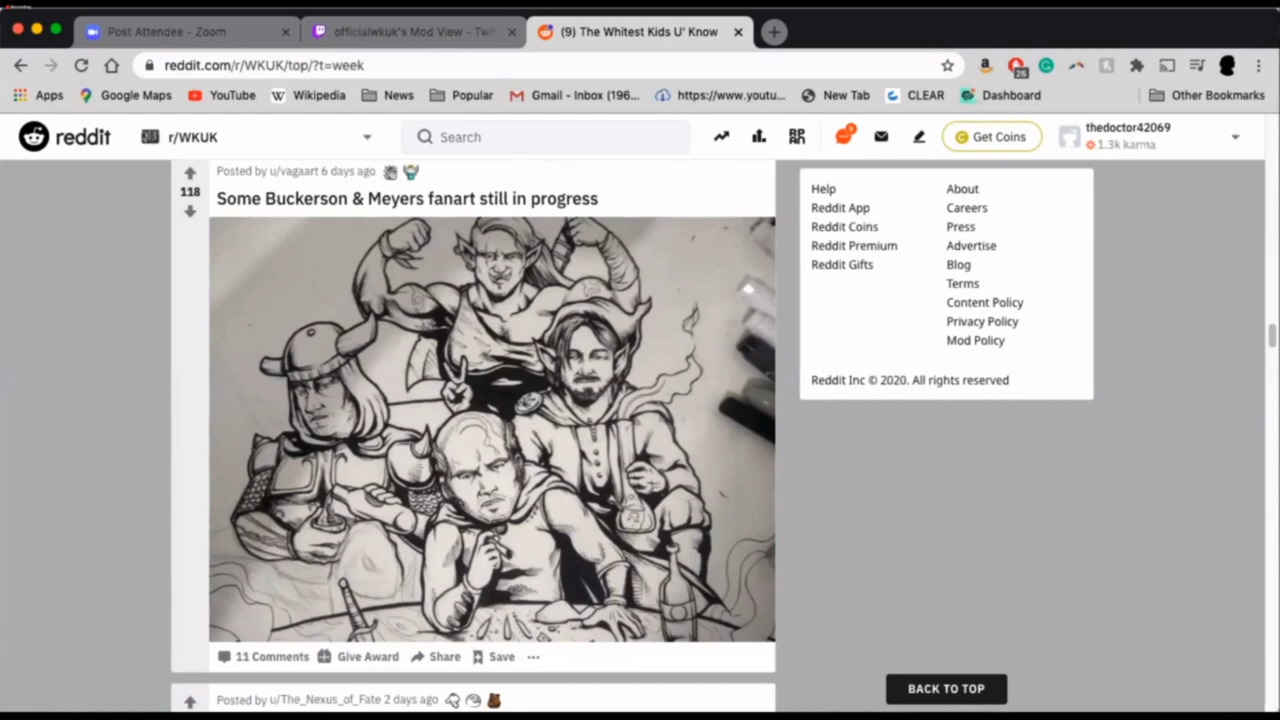 Recording
Post Attendee - Zoom
officialwkuk's Mod View - Twi
(9) The Whitest Kids U' Know
reddit.com/r/WKUK/top/?t=week
26
Apps
Google Maps
YouTube
Wikipedia
News
Popular
Gmail - Inbox (196...
https://www.youtu...
New Tab
CLEAR
Dashboard
Other Bookmarks
reddit
r/WKUK
Search
Get Coins
thedoctor42069
1.3k karma
Posted by u/vagaart 6 days ago
118
Some Buckerson & Meyers fanart still in progress
Help
About
Reddit App
Careers
Reddit Coins
Press
Reddit Premium
Advertise
Reddit Gifts
Blog
Terms
Content Policy
Privacy Policy
Mod Policy
Reddit Inc © 2020. All rights reserved
11 Comments
Give Award
Share
Save
BACK TO TOP
Posted by u/The_Nexus_of_Fate 2 days ago